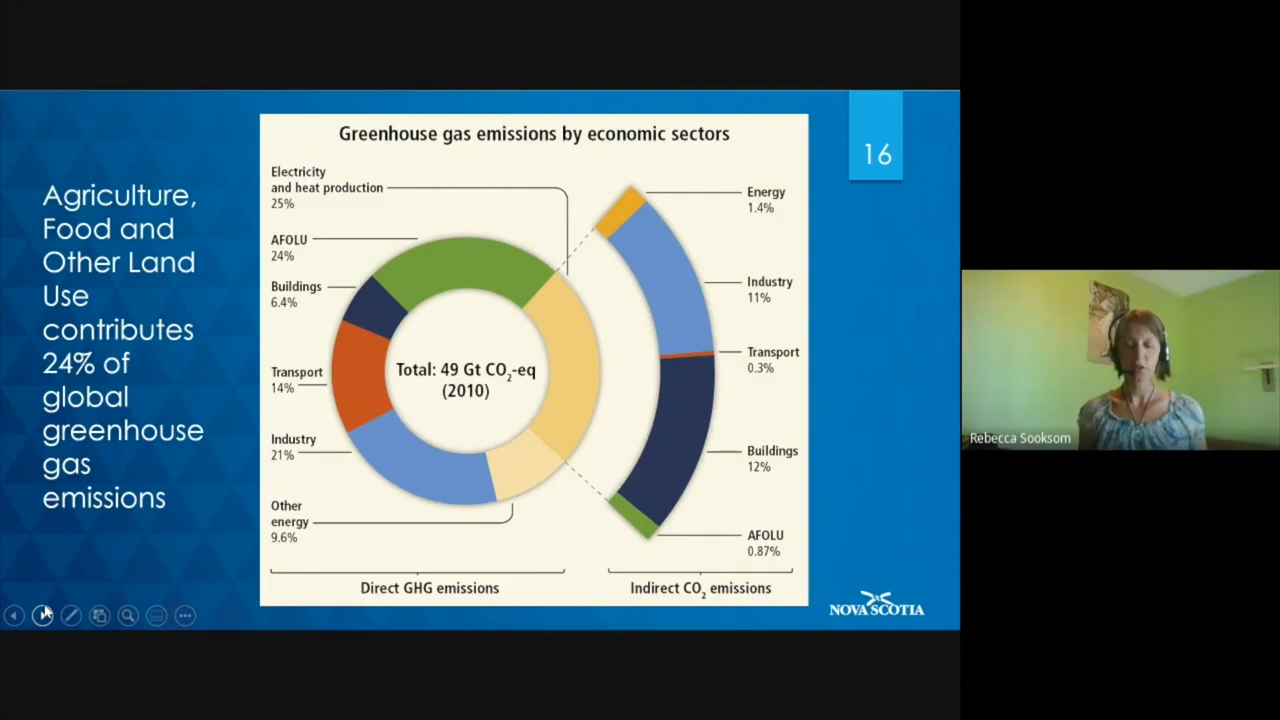 Agriculture,
Food and
Other Land
Use
contributes
24% of
global
greenhouse
gas
emissions
Greenhouse gas emissions by economic sectors
Electricity
and heat production
25%
AFOLU
24%
Buildings
6.4%
Transport
14%
Industry
21%
Other
energy
9.6%
Total: 49 Gt CO₂-eq
(2010)
Direct GHG emissions
Energy
1.4%
Industry
11%
Transport
0.3%
Buildings
12%
AFOLU
0.87%
Indirect CO₂ emissions
16
NOVA SCOTIA
Rebecca Sooksom